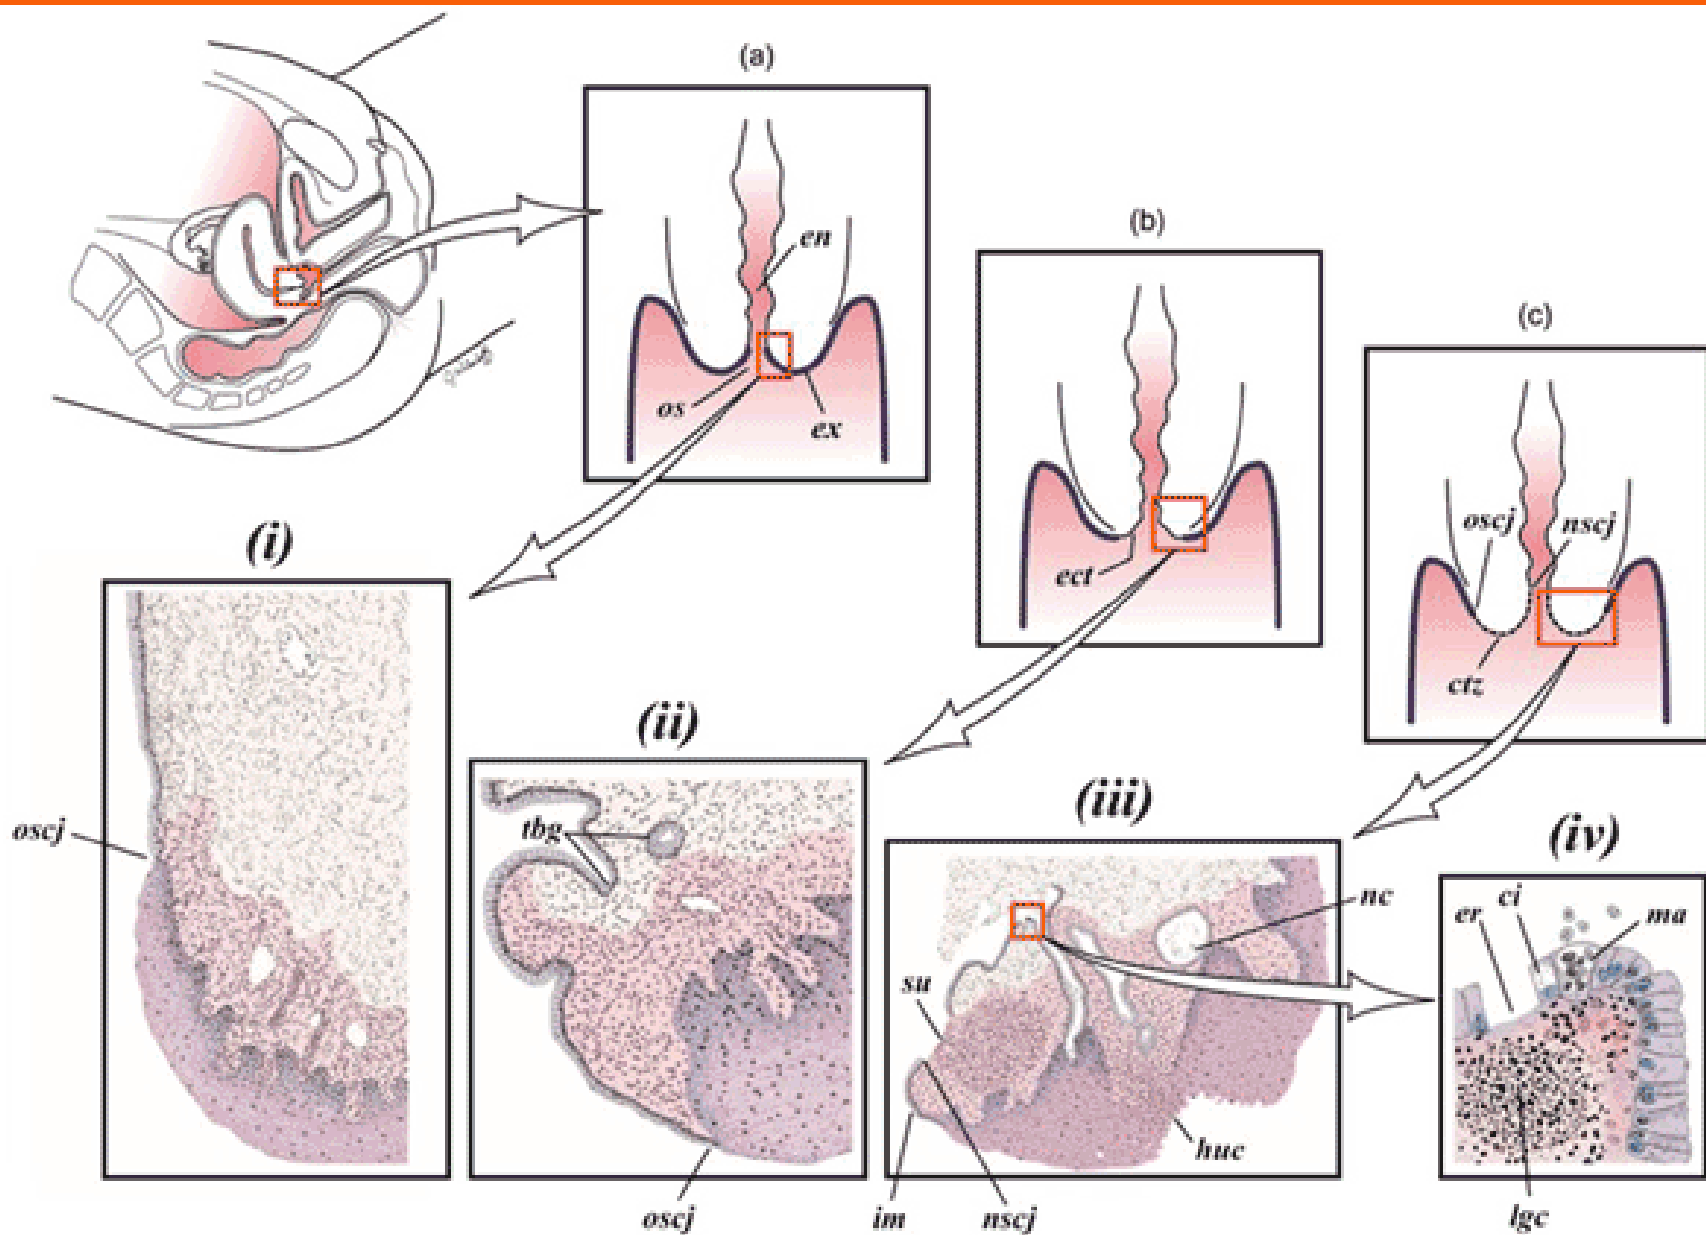 (a)
en
os
ex
(b)
ect
(c)
oscj
nscj
ctz
(i)
oscj
(ii)
tbg
oscj
(iii)
nc
su
huc
im
nscj
(iv)
er
ci
ma
lgc